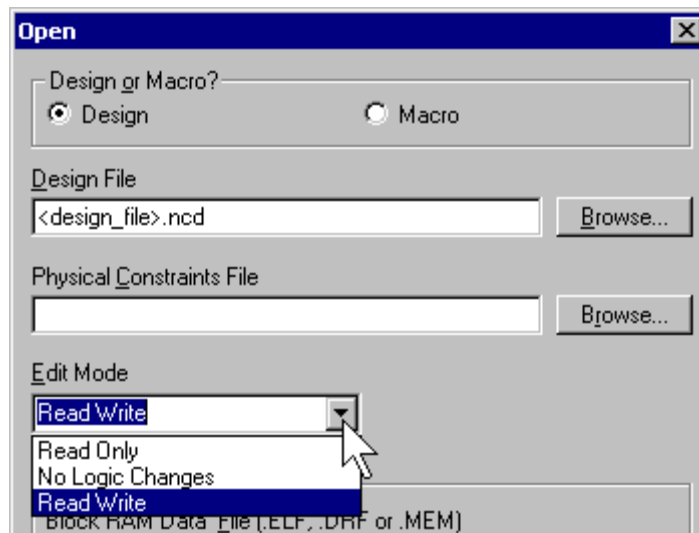 Open
Design or Macro?
Design Macro
Design File
<design_file>.ncd Browse...
Physical Constraints File
Browse...
Edit Mode
Read Write
Read Only
No Logic Changes
Read Write
Block RAM Data File (.ELF, .DRF or .MEM)